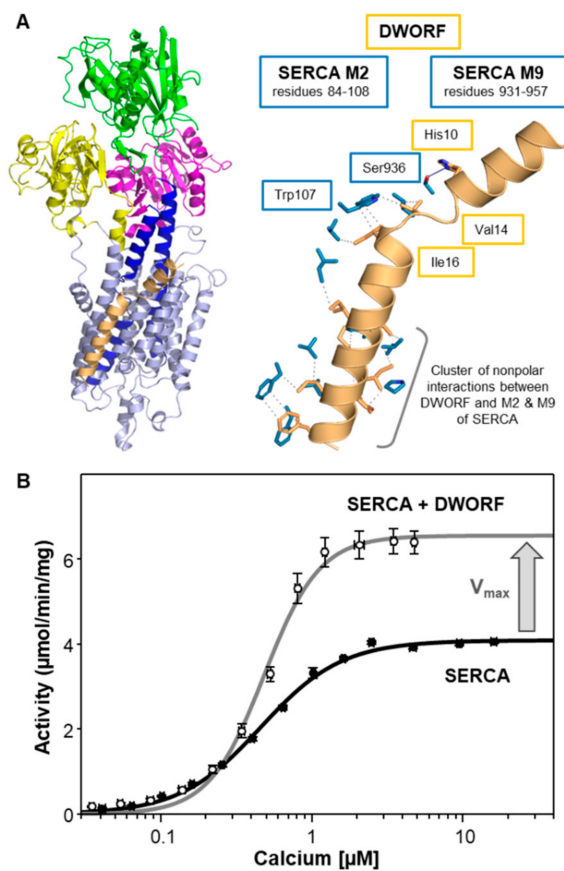 A
DWORF
SERCA M2
residues 84-108
SERCA M9
residues 931-957
His10
Ser936
Trp107
Val14
Ile16
Cluster of nonpolar
interactions between
DWORF and M2 & M9
of SERCA
B
SERCA + DWORF
Vmax
SERCA
Activity (µmol/min/mg)
6
4
2
0
0.1
1
10
Calcium [µM]